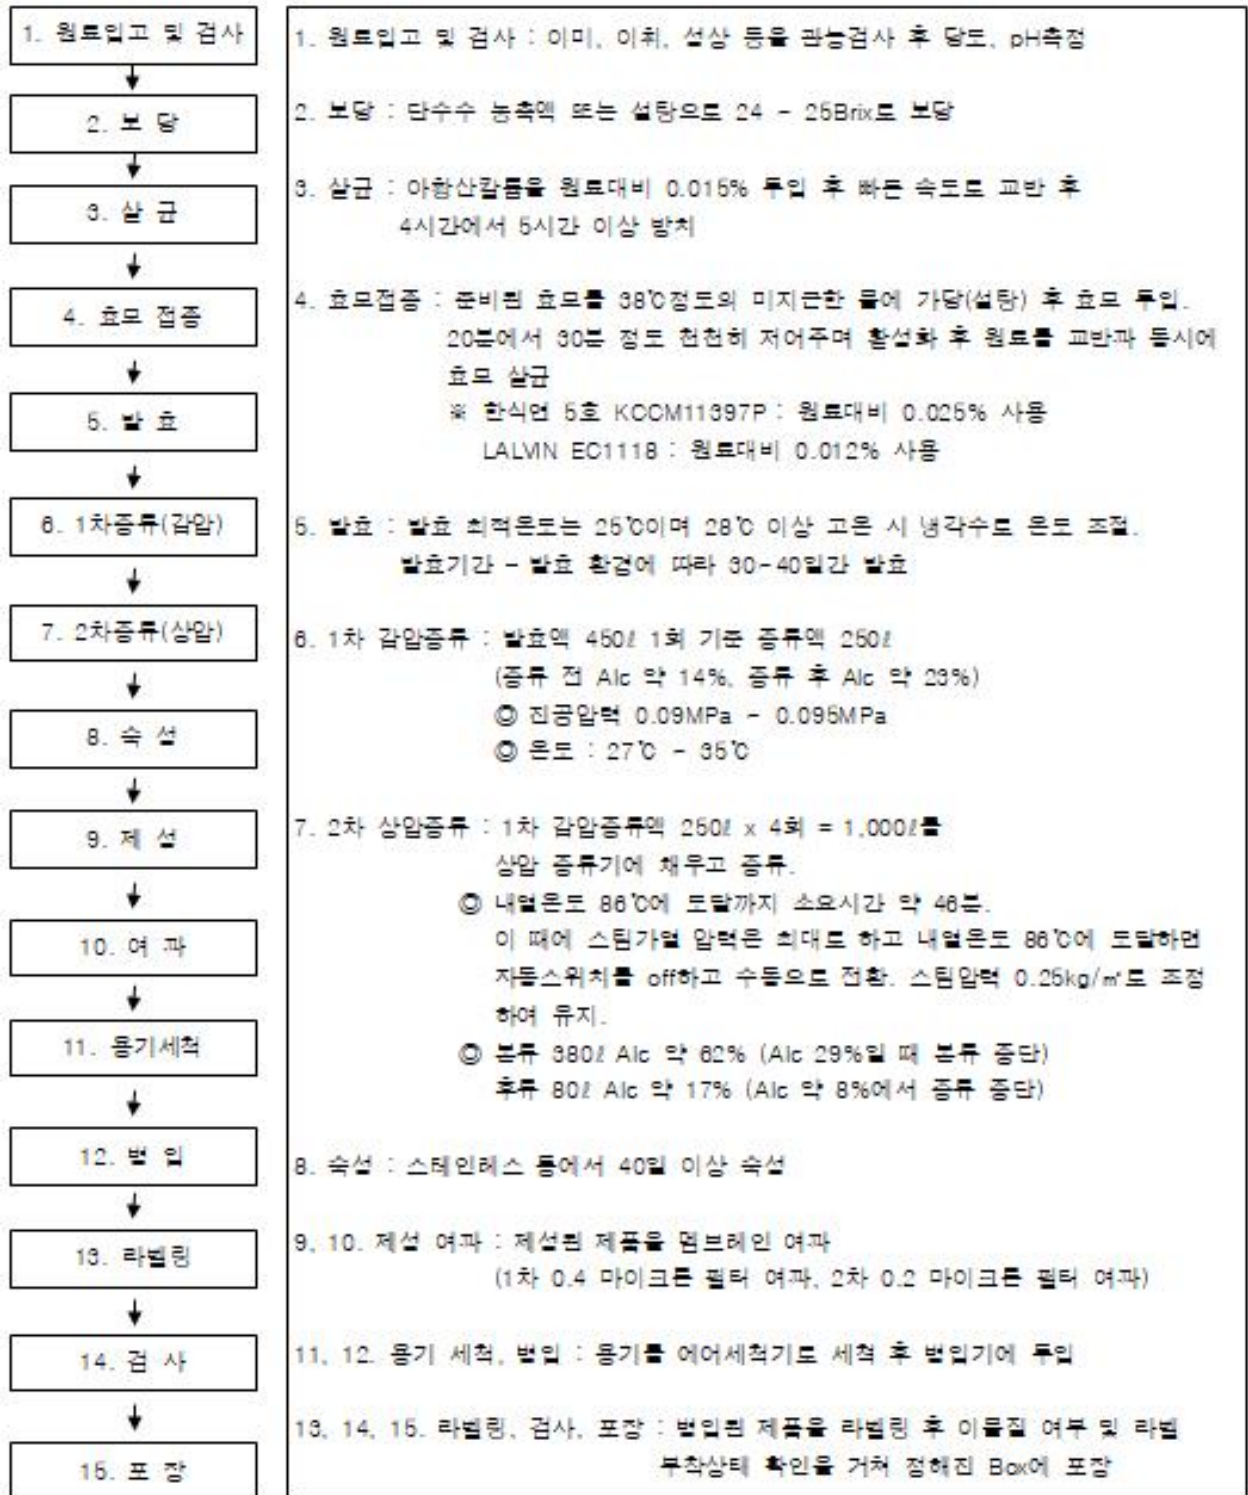 1. 원료입고 및 검사
2. 보 당
3. 살 균
4. 효모 접종
5. 발 효
6. 1차증류(감압)
7. 2차증류(상압)
8. 숙 성
9. 제 성
10. 여 과
11. 용기세척
12. 병 입
13. 라벨링
14. 검 사
15. 포 장
1. 원료입고 및 검사 : 이미, 이취, 성상 등을 관능검사 후 당도, pH측정
2. 보당 : 단수수 농축액 또는 설탕으로 24 - 25Brix로 보당
3. 살균 : 아황산칼륨을 원료대비 0.015% 투입 후 빠른 속도로 교반 후
4시간에서 5시간 이상 방치
4. 효모접종 : 준비된 효모를 38℃정도의 미지근한 물에 가당(설탕) 후 효모 투입.
20분에서 30분 정도 천천히 저어주며 활성화 후 원료를 교반과 동시에
효모 살균
※ 한식연 5호 KCCM11397P : 원료대비 0.025% 사용
LALVIN EC1118 : 원료대비 0.012% 사용
5. 발효 : 발효 최적온도는 25℃이며 28℃ 이상 고온 시 냉각수로 온도 조절.
발효기간 - 발효 환경에 따라 30-40일간 발효
6. 1차 감압증류 : 발효액 450ℓ 1회 기준 증류액 250ℓ
(증류 전 Alc 약 14%, 증류 후 Alc 약 23%)
◎ 진공압력 0.09MPa - 0.095MPa
◎ 온도 : 27℃ - 35℃
7. 2차 상압증류 : 1차 감압증류액 250ℓ x 4회 = 1,000ℓ를
상압 증류기에 채우고 증류.
◎ 내열온도 86℃에 도달까지 소요시간 약 46분.
이 때에 스팀가열 압력은 최대로 하고 내열온도 86℃에 도달하면
자동스위치를 off하고 수동으로 전환. 스팀압력 0.25kg/㎡로 조정
하여 유지.
◎ 본류 380ℓ Alc 약 62% (Alc 29%일 때 본류 중단)
후류 80ℓ Alc 약 17% (Alc 약 8%에서 증류 중단)
8. 숙성 : 스테인레스 통에서 40일 이상 숙성
9, 10. 제성 여과 : 제성된 제품을 멤브레인 여과
(1차 0.4 마이크론 필터 여과, 2차 0.2 마이크론 필터 여과)
11, 12. 용기 세척, 병입 : 용기를 에어세척기로 세척 후 병입기에 투입
13, 14, 15. 라벨링, 검사, 포장 : 병입된 제품을 라벨링 후 이물질 여부 및 라벨
부착상태 확인을 거쳐 정해진 Box에 포장